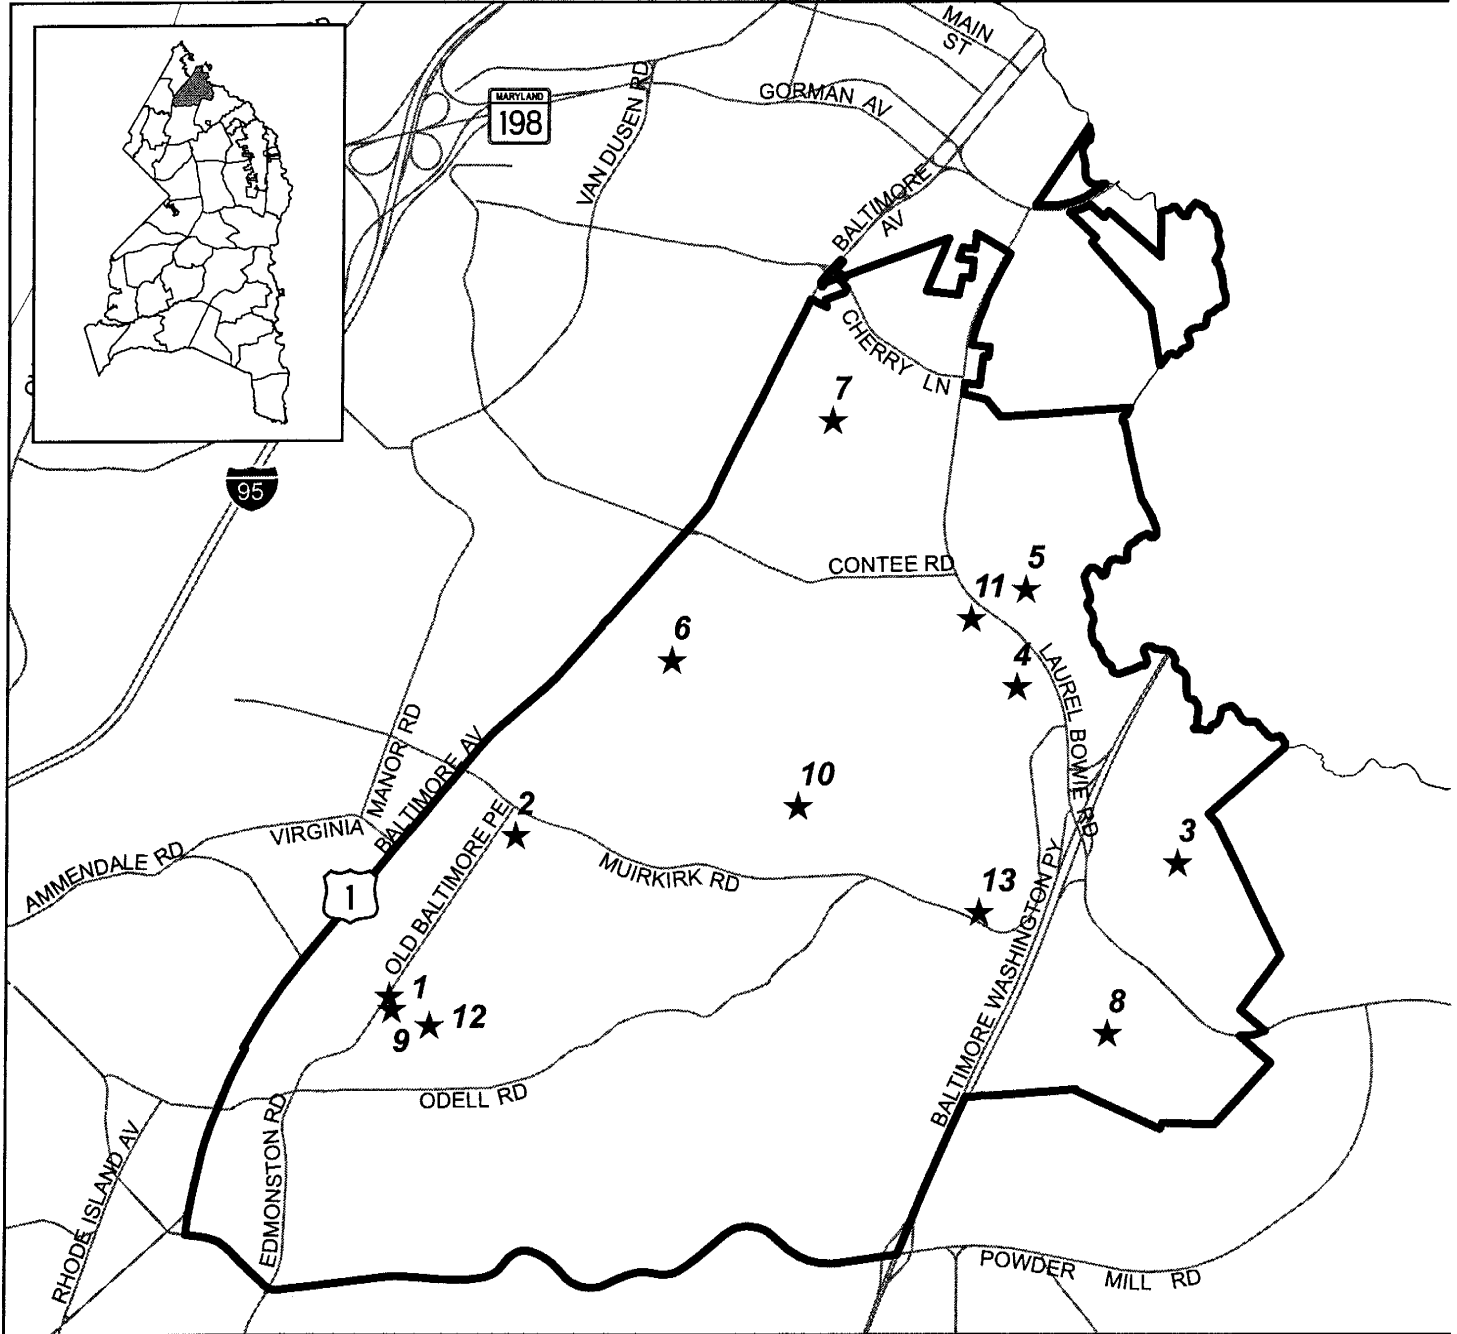 MAIN
ST
MARYLAND
198
GORMAN AV
VAN DUSEN RD
BALTIMORE
AV
CHERRY LN
7
95
CONTEE RD
5
11
6
4
LAUREL BOWIE RD
MANOR RD
BALTIMORE AV
10
2
VIRGINIA
3
AMMENDALE RD
MUIRKIRK RD
1
OLD BALTIMORE PE
13
BALTIMORE WASHINGTON PY
1
12
9
8
ODELL RD
EDMONSTON RD
RHODE ISLAND AV
POWDER MILL RD